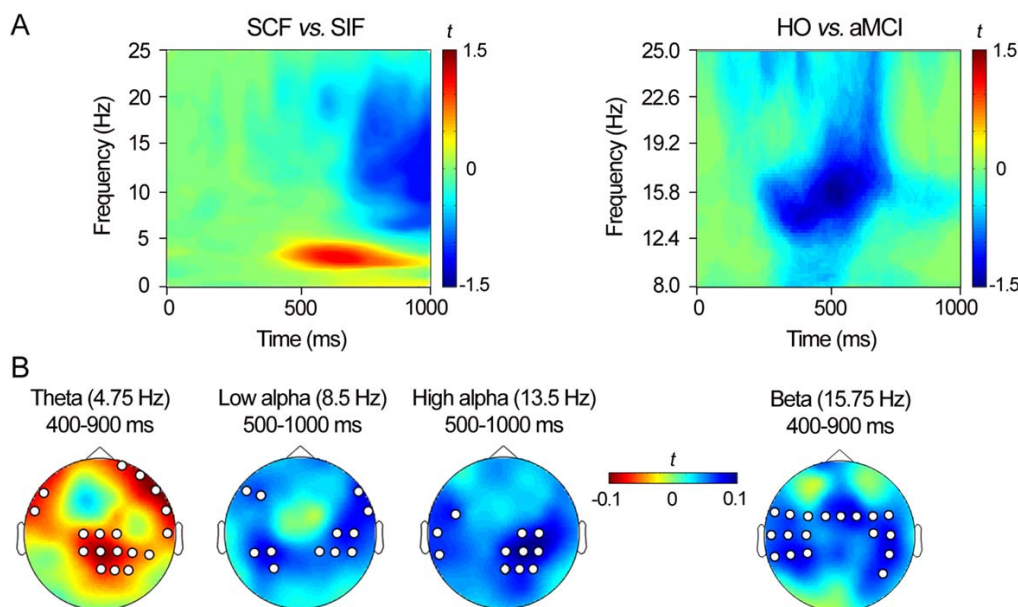 A
SCF vs. SIF
HO vs. aMCI
Frequency (Hz)
25
20
15
10
5
0
0
500
1000
Time (ms)
t
1.5
0
-1.5
Frequency (Hz)
25.0
22.6
19.2
15.8
12.4
8.0
0
500
1000
Time (ms)
t
1.5
0
-1.5
B
Theta (4.75 Hz)
400-900 ms
Low alpha (8.5 Hz)
500-1000 ms
High alpha (13.5 Hz)
500-1000 ms
t
-0.1 0 0.1
Beta (15.75 Hz)
400-900 ms